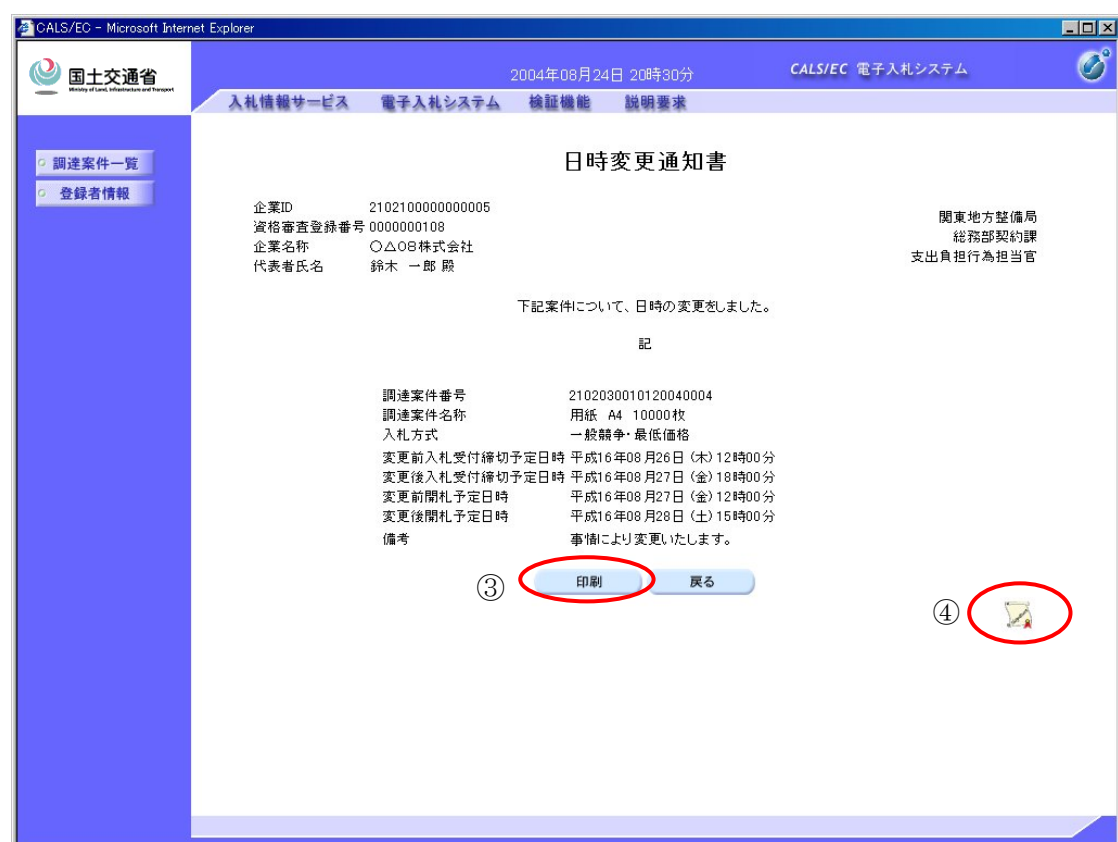 CALS/EC - Microsoft Internet Explorer
国土交通省
Ministry of Land, Infrastructure and Transport
2004年08月24日 20時30分
CALS/EC 電子入札システム
入札情報サービス 電子入札システム 検証機能 説明要求
調達案件一覧
登録者情報
日時変更通知書
企業ID 2102100000000005
資格審査登録番号 0000000108
企業名称 ○△08株式会社
代表者氏名 鈴木 一郎 殿
関東地方整備局
総務部契約課
支出負担行為担当官
下記案件について、日時の変更をしました。
記
調達案件番号 2102030010120040004
調達案件名称 用紙 A4 10000枚
入札方式 一般競争・最低価格
変更前入札受付締切予定日時 平成16年08月26日 (木) 12時00分
変更後入札受付締切予定日時 平成16年08月27日 (金) 18時00分
変更前開札予定日時 平成16年08月27日 (金) 12時00分
変更後開札予定日時 平成16年08月28日 (土) 15時00分
備考 事情により変更いたします。
③ 印刷 戻る
④